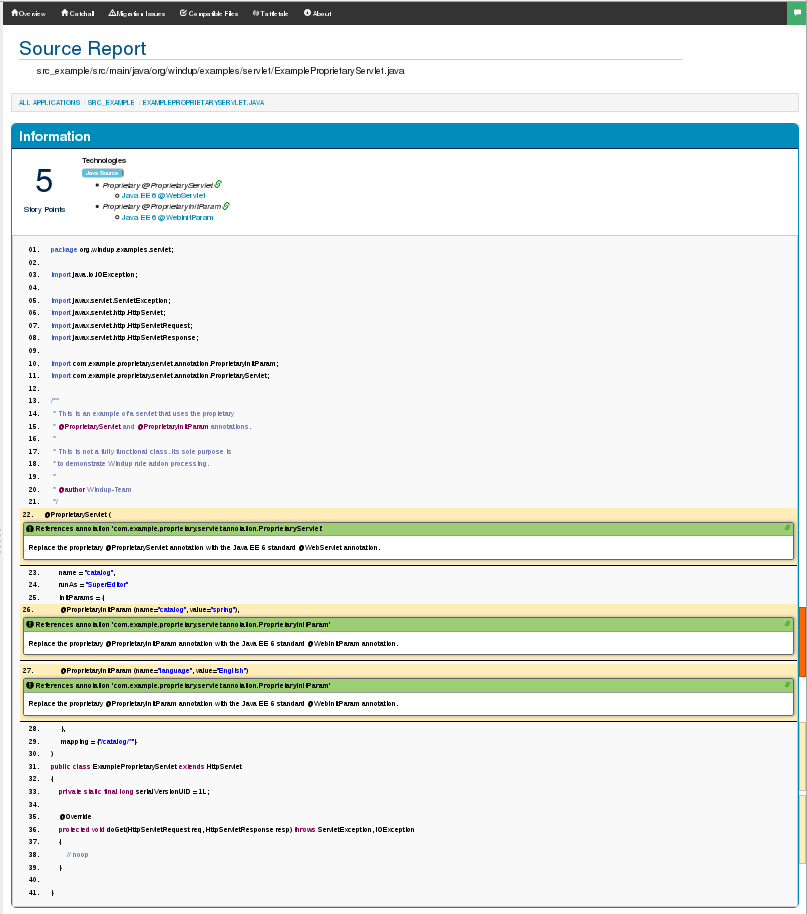 Overview Catchall Migration Issues Compatible Files Tattletale About
Source Report
src_example/src/main/java/org/windup/examples/servlet/ExampleProprietaryServlet.java
ALL APPLICATIONS SRC_EXAMPLE EXAMPLEPROPRIETARYSERVLET.JAVA
Information
5
Story Points
Technologies
Java Source
Proprietary @ProprietaryServlet
Java EE 6 @WebServlet
Proprietary @ProprietaryInitParam
Java EE 6 @WebInitParam
01. package org.windup.examples.servlet;
02.
03. import java.io.IOException;
04.
05. import javax.servlet.ServletException;
06. import javax.servlet.http.HttpServlet;
07. import javax.servlet.http.HttpServletRequest;
08. import javax.servlet.http.HttpServletResponse;
09.
10. import com.example.proprietary.servlet.annotation.ProprietaryInitParam;
11. import com.example.proprietary.servlet.annotation.ProprietaryServlet;
12.
13. /**
14. * This is an example of a servlet that uses the propietary
15. * @ProprietaryServlet and @ProprietaryInitParam annotations.
16. *
17. * This is not a fully functional class. Its sole purpose is
18. * to demonstrate Windup rule addon processing.
19. *
20. * @author Windup-Team
21. */
22. @ProprietaryServlet (
References annotation 'com.example.proprietary.servlet.annotation.ProprietaryServlet'
Replace the proprietary @ProprietaryServlet annotation with the Java EE 6 standard @WebServlet annotation.
23. name = "catalog",
24. runAs = "SuperEditor"
25. initParams = {
26. @ProprietaryInitParam (name="catalog", value="spring"),
References annotation 'com.example.proprietary.servlet.annotation.ProprietaryInitParam'
Replace the proprietary @ProprietaryInitParam annotation with the Java EE 6 standard @WebInitParam annotation.
27. @ProprietaryInitParam (name="language", value="English")
References annotation 'com.example.proprietary.servlet.annotation.ProprietaryInitParam'
Replace the proprietary @ProprietaryInitParam annotation with the Java EE 6 standard @WebInitParam annotation.
28. },
29. mapping = {"/catalog/*"}
30. )
31. public class ExampleProprietaryServlet extends HttpServlet
32. {
33. private static final long serialVersionUID = 1L;
34.
35. @Override
36. protected void doGet(HttpServletRequest req, HttpServletResponse resp) throws ServletException, IOException
37. {
38. // noop
39. }
40.
41. }